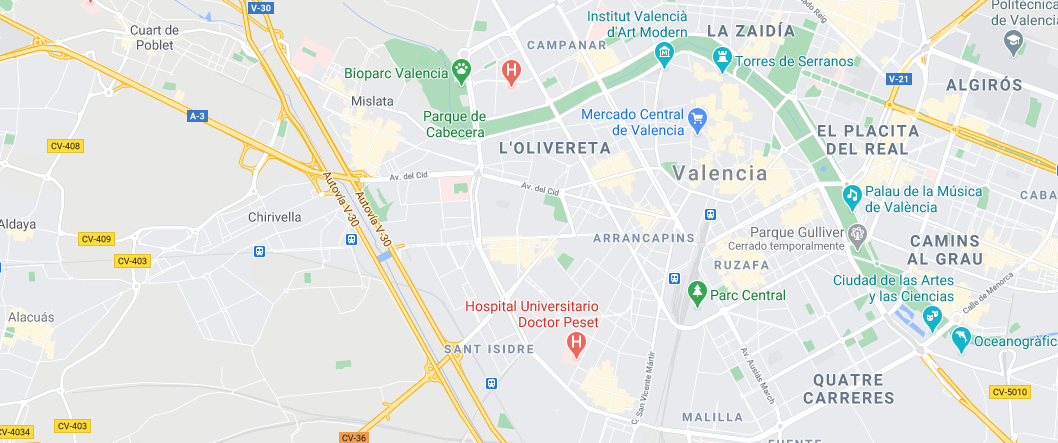 V-30
Cuart de
Poblet
A-3
CV-408
Aldaya
CV-409
CV-403
Alacuás
CV-403
CV-4034
CV-36
Chirivella
Mislata
Autovía V-30
Autovía V-30
Bioparc Valencia
Parque de
Cabecera
CAMPANAR
Institut Valencià
d'Art Modern
LA ZAIDÍA
Torres de Serranos
Politécnica
de Valencia
V-21
ALGIRÓS
Mercado Central
de Valencia
L'OLIVERETA
EL PLACITA
DEL REAL
Valencia
Av. del Cid
Av. del Cid
Palau de la Música
de València
CABA
Parque Gulliver
Cerrado temporalmente
ARRANCAPINS
RUZAFA
CAMINS
AL GRAU
Ciudad de las Artes
y las Ciencias
Calle de Menorca
Parc Central
Hospital Universitario
Doctor Peset
Oceanogràfic
SANT ISIDRE
C. San Vicente Mártir
Av. Ausiàs March
QUATRE
CARRERES
CV-5010
MALILLA
FUENTE